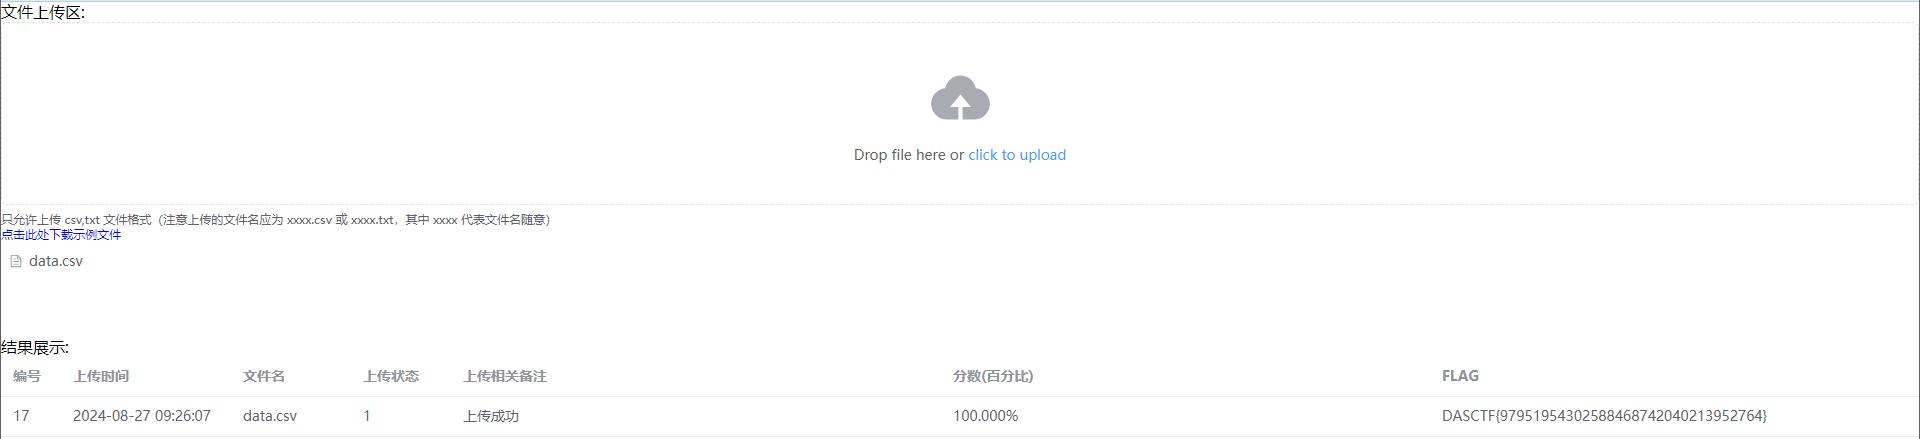 文件上传区:
Drop file here or click to upload
只允许上传 csv,txt 文件格式（注意上传的文件名应为 xxxx.csv 或 xxxx.txt，其中 xxxx 代表文件名随意）
点击此处下载示例文件
data.csv
结果展示:
编号 上传时间 文件名 上传状态 上传相关备注 分数(百分比) FLAG
17 2024-08-27 09:26:07 data.csv 1 上传成功 100.000% DASCTF{97951954302588468742040213952764}